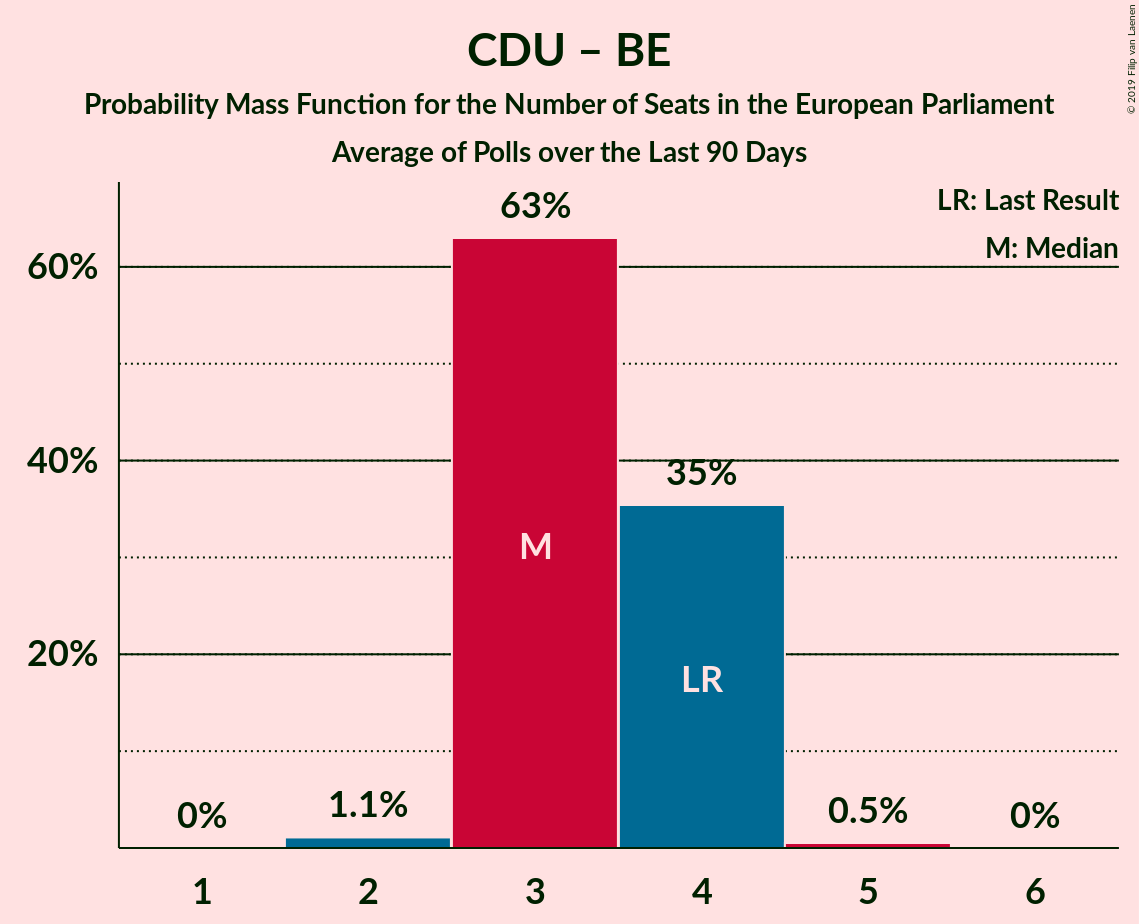 CDU – BE
Probability Mass Function for the Number of Seats in the European Parliament
Average of Polls over the Last 90 Days
© 2019 Filip van Laenen
LR: Last Result
M: Median
60%
40%
20%
0%
1.1%
63%
35%
0.5%
0%
M
LR
1 2 3 4 5 6